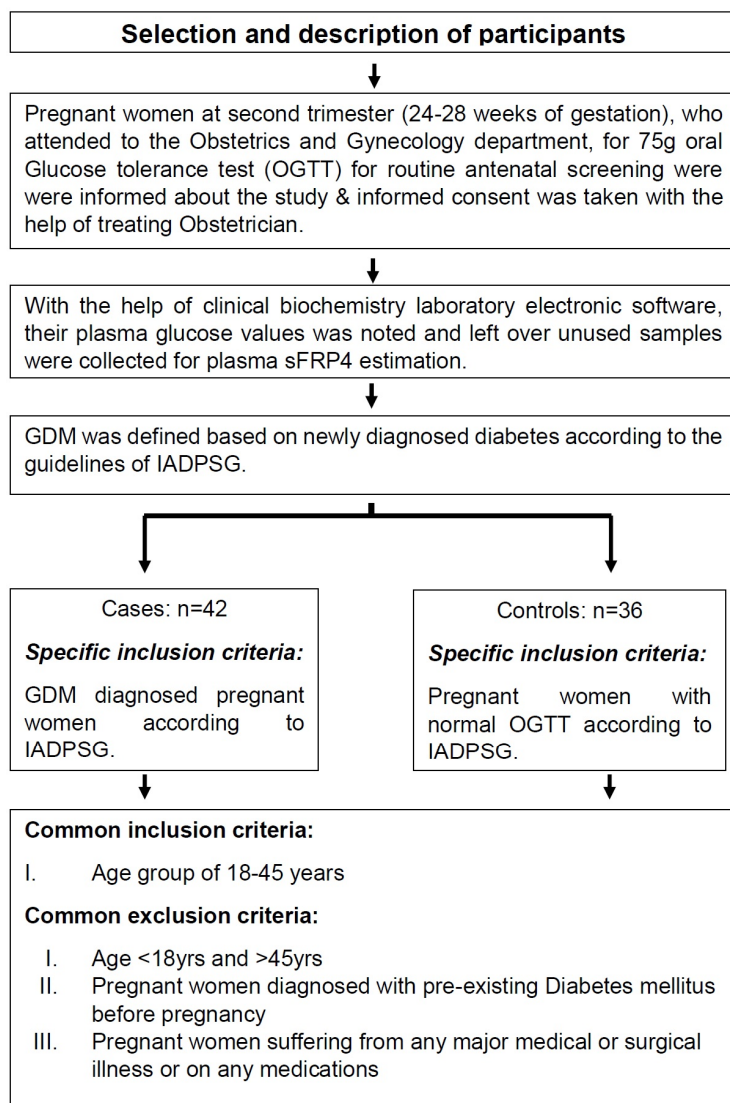 Selection and description of participants
Pregnant women at second trimester (24-28 weeks of gestation), who
attended to the Obstetrics and Gynecology department, for 75g oral
Glucose tolerance test (OGTT) for routine antenatal screening were
were informed about the study & informed consent was taken with the
help of treating Obstetrician.
With the help of clinical biochemistry laboratory electronic software,
their plasma glucose values was noted and left over unused samples
were collected for plasma sFRP4 estimation.
GDM was defined based on newly diagnosed diabetes according to the
guidelines of IADPSG.
Cases: n=42
Specific inclusion criteria:
GDM diagnosed pregnant
women according to
IADPSG.
Controls: n=36
Specific inclusion criteria:
Pregnant women with
normal OGTT according to
IADPSG.
Common inclusion criteria:
I. Age group of 18-45 years
Common exclusion criteria:
I. Age <18yrs and >45yrs
II. Pregnant women diagnosed with pre-existing Diabetes mellitus
before pregnancy
III. Pregnant women suffering from any major medical or surgical
illness or on any medications